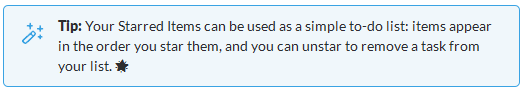 Tip: Your Starred Items can be used as a simple to-do list: items appear
in the order you star them, and you can unstar to remove a task from
your list.